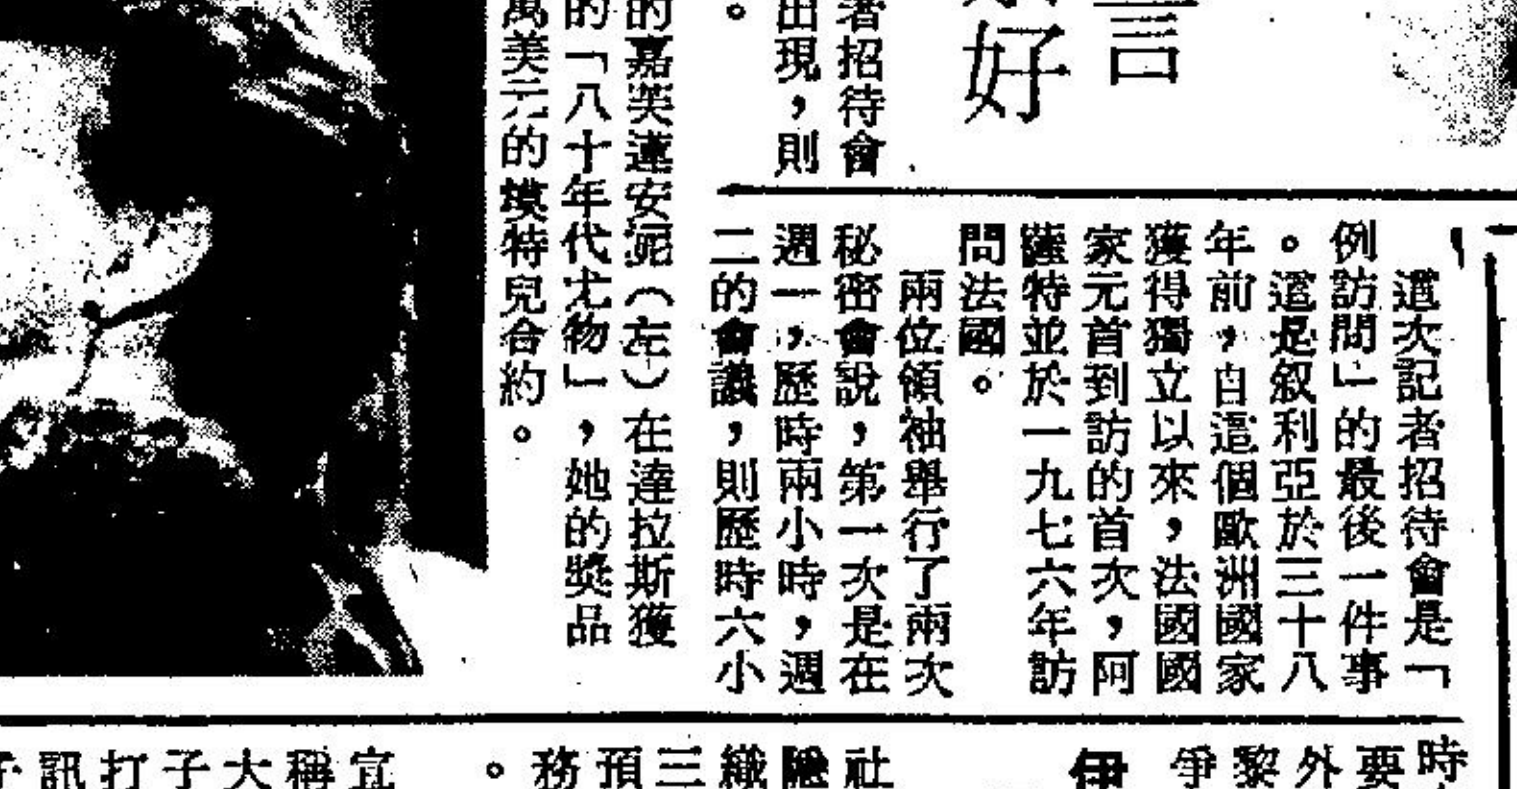 言
好
者招待會
出現，則
。
這次記者招待會是「
例訪問」的最後一件事
。這是叙利亞於三十八
年前，自這個歐洲國家
獲得獨立以來，法國國
家元首到訪的首次，阿
薩特並於一九七六年訪
問法國。
兩位領袖舉行了兩次
秘密會說，第一次是在
週一，歷時兩小時，週
二的會議，則歷時六小
的嘉芙連安泥（左）在達拉斯獲
的「八十年代尤物」，她的獎品
萬美元的模特兒合約。
時
要
外
黎
爭
伊
社
險
織
三
預
務
。
宜
稱
大
子
打
訊